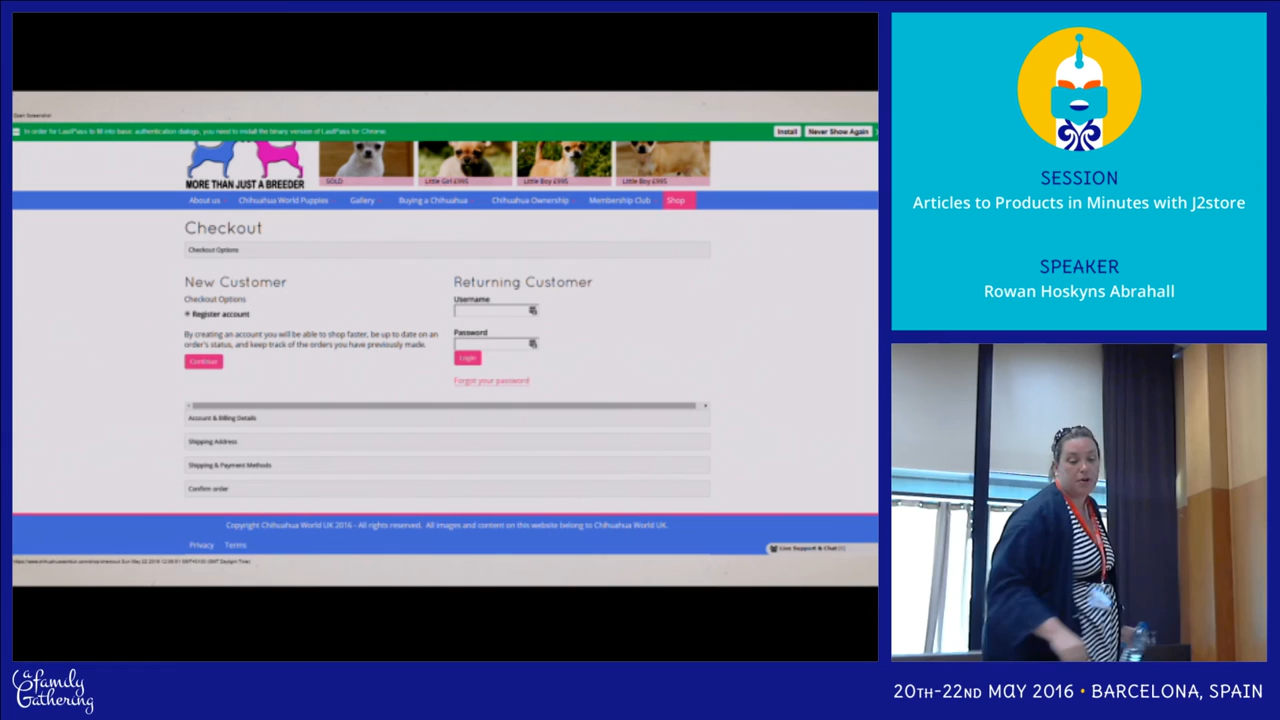 Open Screenshot
In order for LastPass to fill into basic authentication dialogs, you need to install the binary version of LastPass for Chrome.
Install
Never Show Again
MORE THAN JUST A BREEDER
SOLD
Little Girl £995
Little Boy £995
Little Boy £995
About us
Chihuahua World Puppies
Gallery
Buying a Chihuahua
Chihuahua Ownership
Membership Club
Shop
Checkout
Checkout Options
New Customer
Checkout Options
Register account
By creating an account you will be able to shop faster, be up to date on an
order's status, and keep track of the orders you have previously made.
Continue
Returning Customer
Username
Password
Login
Forgot your password
Account & Billing Details
Shipping Address
Shipping & Payment Methods
Confirm order
Copyright Chihuahua World UK 2016 - All rights reserved. All images and content on this website belong to Chihuahua World UK.
Privacy
Terms
Live Support & Chat
SESSION
Articles to Products in Minutes with J2store
SPEAKER
Rowan Hoskyns Abrahall
a
Family
Gathering
20TH-22ND MAY 2016 • BARCELONA, SPAIN